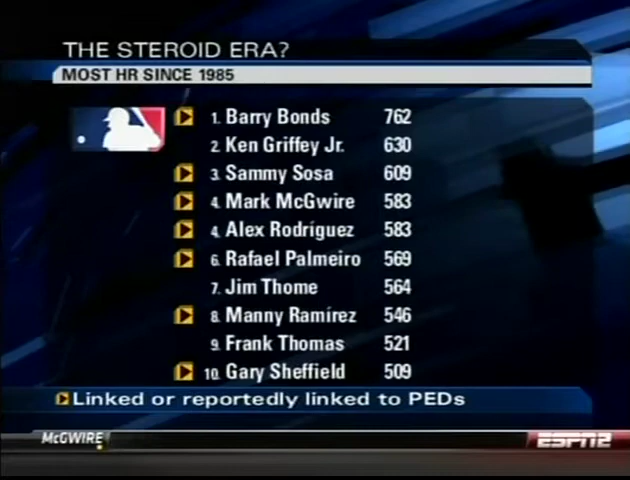 THE STEROID ERA?
MOST HR SINCE 1985
1. Barry Bonds 762
2. Ken Griffey Jr. 630
3. Sammy Sosa 609
4. Mark McGwire 583
4. Alex Rodríguez 583
6. Rafael Palmeiro 569
7. Jim Thome 564
8. Manny Ramírez 546
9. Frank Thomas 521
10. Gary Sheffield 509
Linked or reportedly linked to PEDs
McGWIRE ESPN2